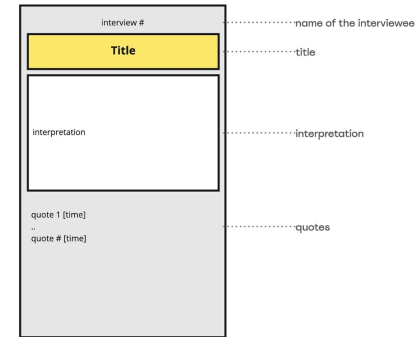 interview #
name of the interviewee
Title
title
interpretation
interpretation
quote 1 [time]
..
quote # [time]
quotes